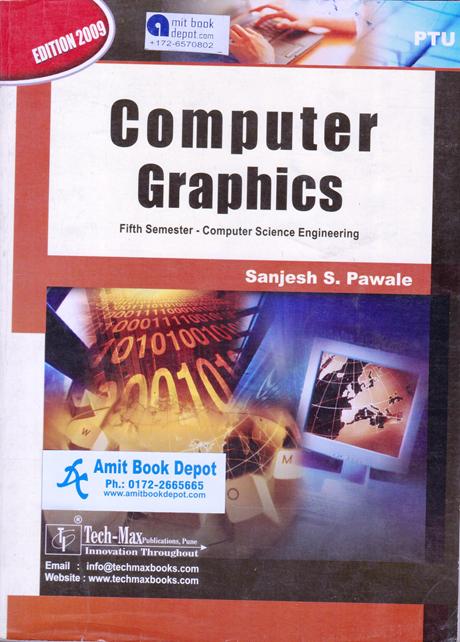 EDITION 2009
amit book
depot.com
+172-6570802
PTU
Computer
Graphics
Fifth Semester - Computer Science Engineering
Sanjesh S. Pawale
Amit Book Depot
Ph.: 0172-2665665
www.amitbookdepot.com
Tech-Max Publications, Pune
Innovation Throughout
Email : info@techmaxbooks.com
Website : www.techmaxbooks.com